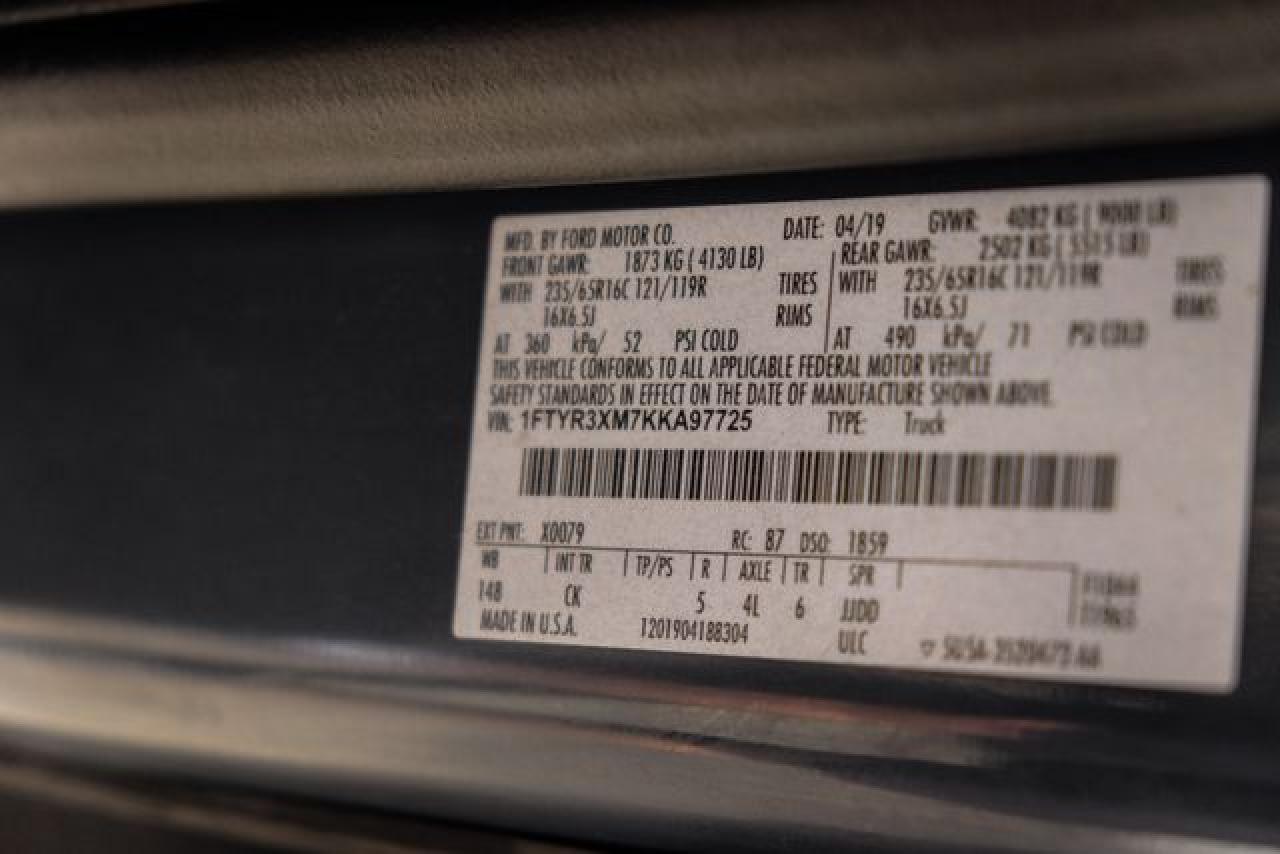 MFD. BY FORD MOTOR CO. DATE: 04/19 GVWR: 4082 KG ( 9000 LB)
FRONT GAWR: 1873 KG ( 4130 LB) REAR GAWR: 2502 KG ( 5515 LB)
WITH 235/65R16C 121/119R TIRES WITH 235/65R16C 121/119R TIRES
16X6.5J RIMS 16X6.5J RIMS
AT 360 kPa/ 52 PSI COLD AT 490 kPa/ 71 PSI COLD
THIS VEHICLE CONFORMS TO ALL APPLICABLE FEDERAL MOTOR VEHICLE
SAFETY STANDARDS IN EFFECT ON THE DATE OF MANUFACTURE SHOWN ABOVE.
VIN: 1FTYR3XM7KKA97725 TYPE: Truck
EXT PNT: X0079 RC: 87 DSO: 1859
WB INT TR TP/PS R AXLE TR SPR
148 CK 5 4L 6 JJDD
MADE IN U.S.A. 1201904188304 ULC